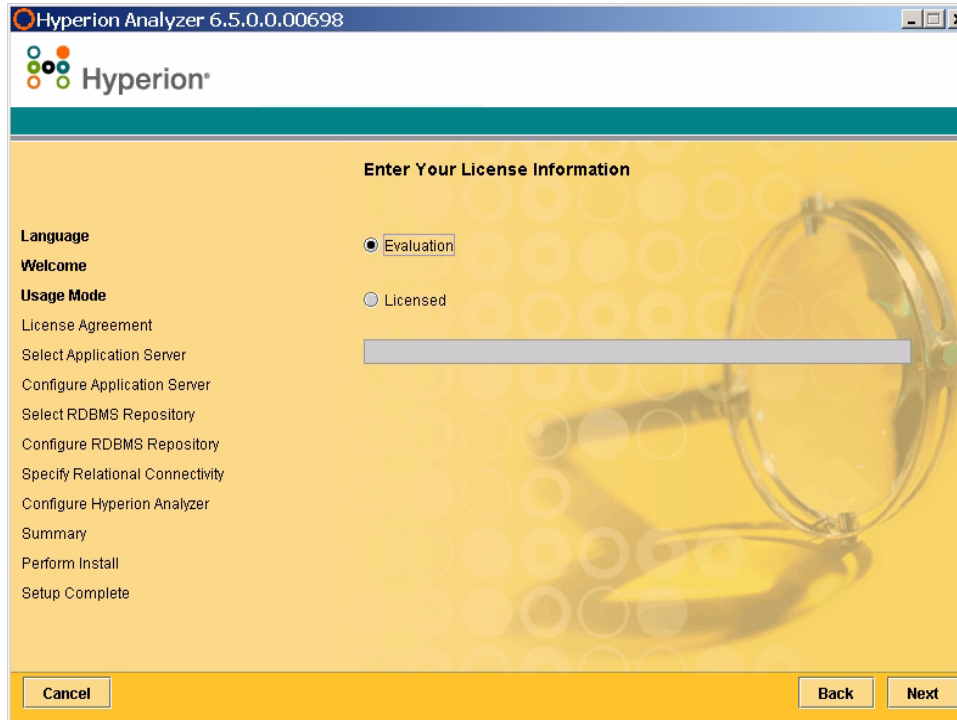 Hyperion Analyzer 6.5.0.0.00698
Hyperion
Enter Your License Information
Language
Welcome
Usage Mode
License Agreement
Select Application Server
Configure Application Server
Select RDBMS Repository
Configure RDBMS Repository
Specify Relational Connectivity
Configure Hyperion Analyzer
Summary
Perform Install
Setup Complete
Evaluation
Licensed
Cancel
Back
Next